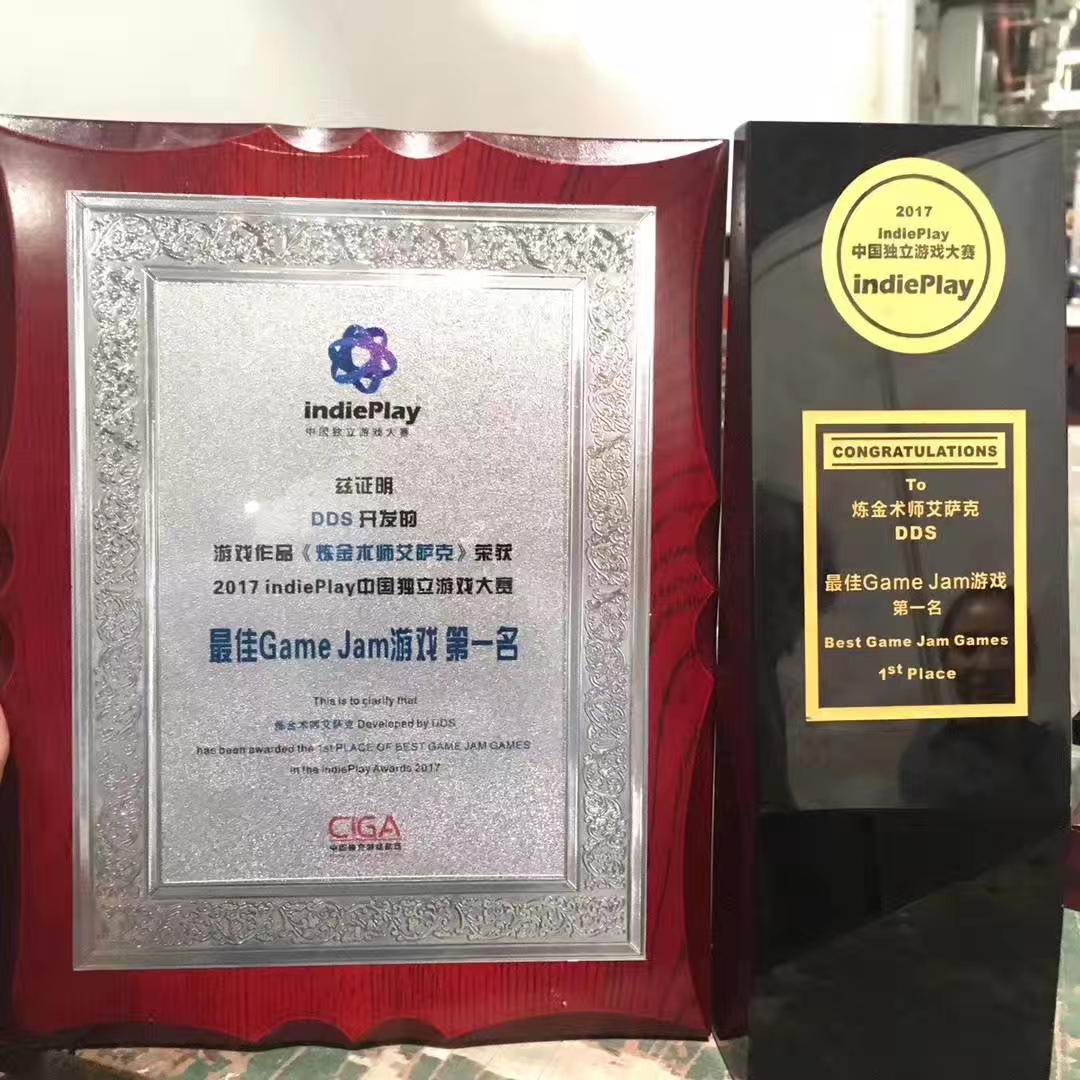 indiePlay
中国独立游戏大赛
兹证明
DDS 开发的
游戏作品《炼金术师艾萨克》荣获
2017 indiePlay中国独立游戏大赛
最佳Game Jam游戏 第一名
This is to clarify that
炼金术师艾萨克 Developed by DDS
has been awarded the 1st PLACE OF BEST GAME JAM GAMES
in the IndiePlay Awards 2017
CIGA
中国独立游戏联盟
2017
indiePlay
中国独立游戏大赛
indiePlay
CONGRATULATIONS
To
炼金术师艾萨克
DDS
最佳Game Jam游戏
第一名
Best Game Jam Games
1st Place